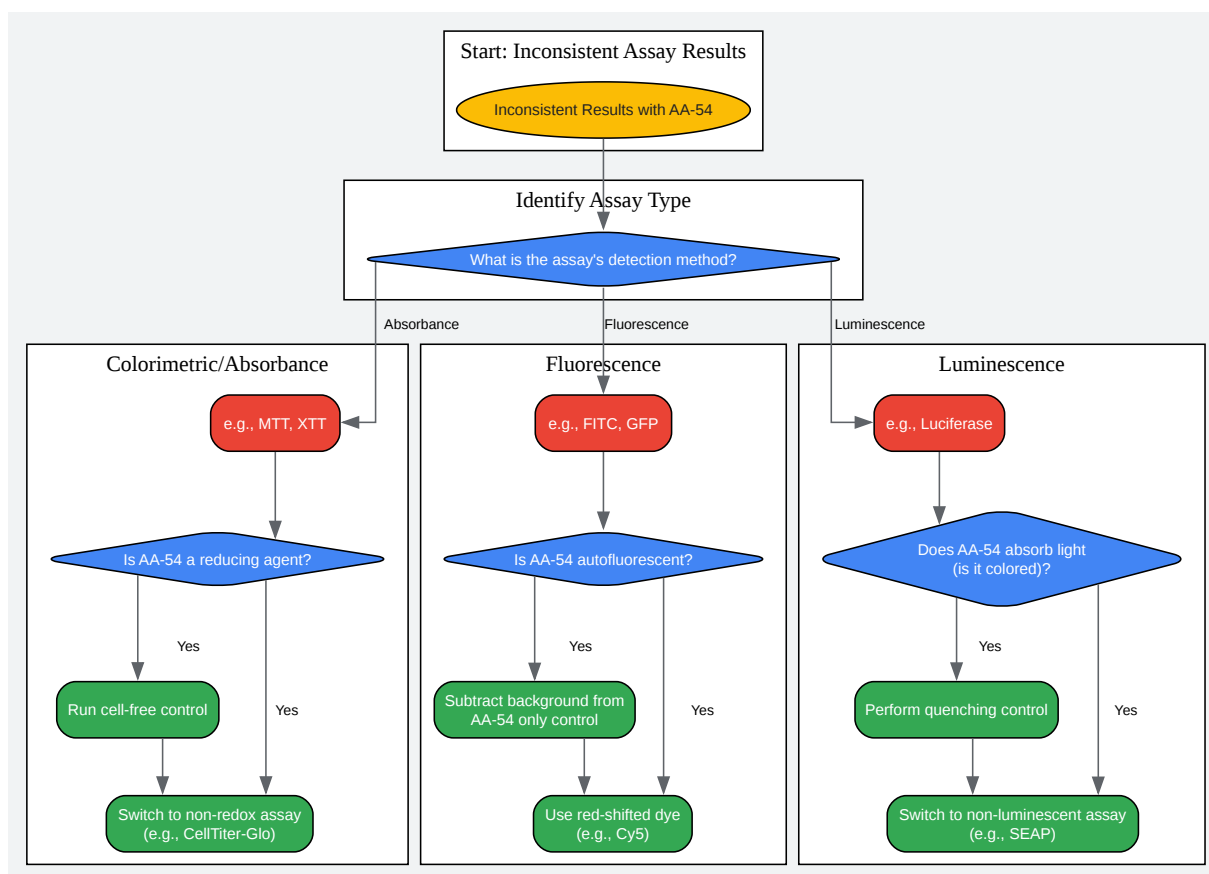 Start: Inconsistent Assay Results
Inconsistent Results with AA-54
Identify Assay Type
What is the assay's detection method?
Absorbance
Fluorescence
Luminescence
Colorimetric/Absorbance
e.g., MTT, XTT
Is AA-54 a reducing agent?
Yes
Run cell-free control
Yes
Switch to non-redox assay
(e.g., CellTiter-Glo)
Fluorescence
e.g., FITC, GFP
Is AA-54 autofluorescent?
Yes
Subtract background from
AA-54 only control
Yes
Use red-shifted dye
(e.g., Cy5)
Luminescence
e.g., Luciferase
Does AA-54 absorb light
(is it colored)?
Yes
Perform quenching control
Yes
Switch to non-luminescent assay
(e.g., SEAP)